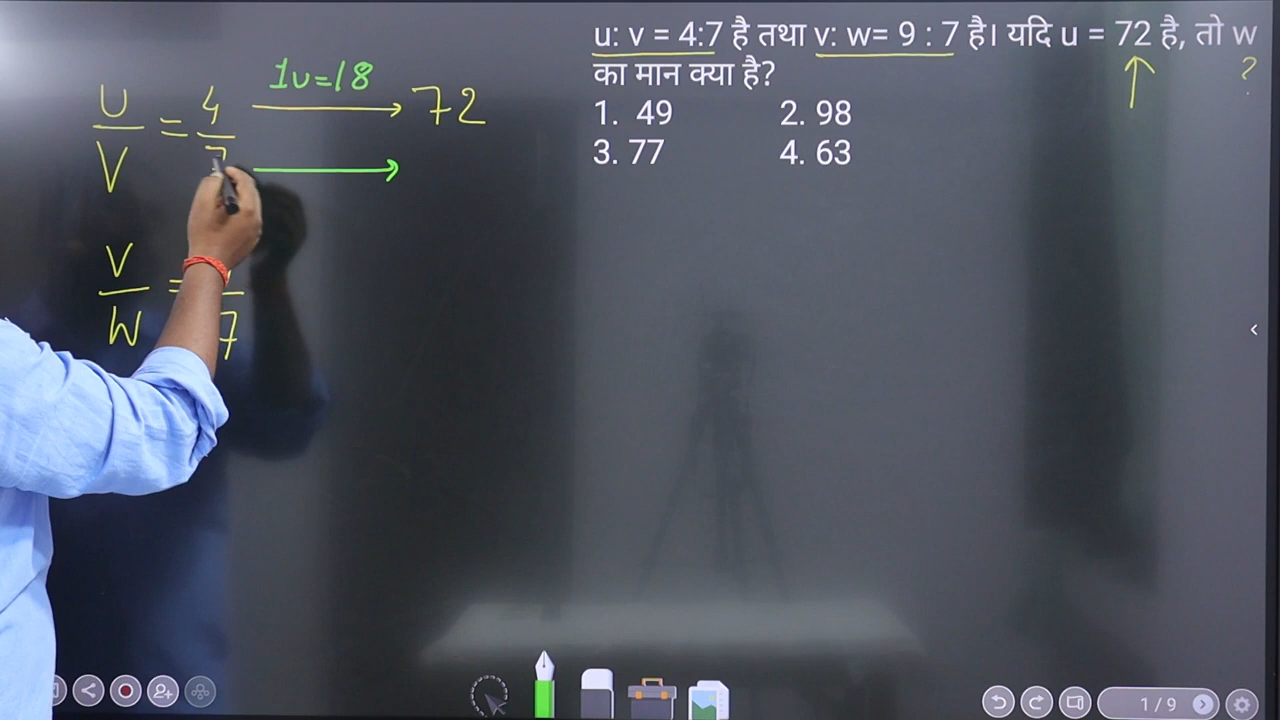 u: v = 4:7 है तथा v: w= 9 : 7 है। यदि u = 72 है, तो w
का मान क्या है?
1. 49 2. 98
3. 77 4. 63
?
1u=18
U/V = 4/7 → 72
V/W = /7
1 / 9